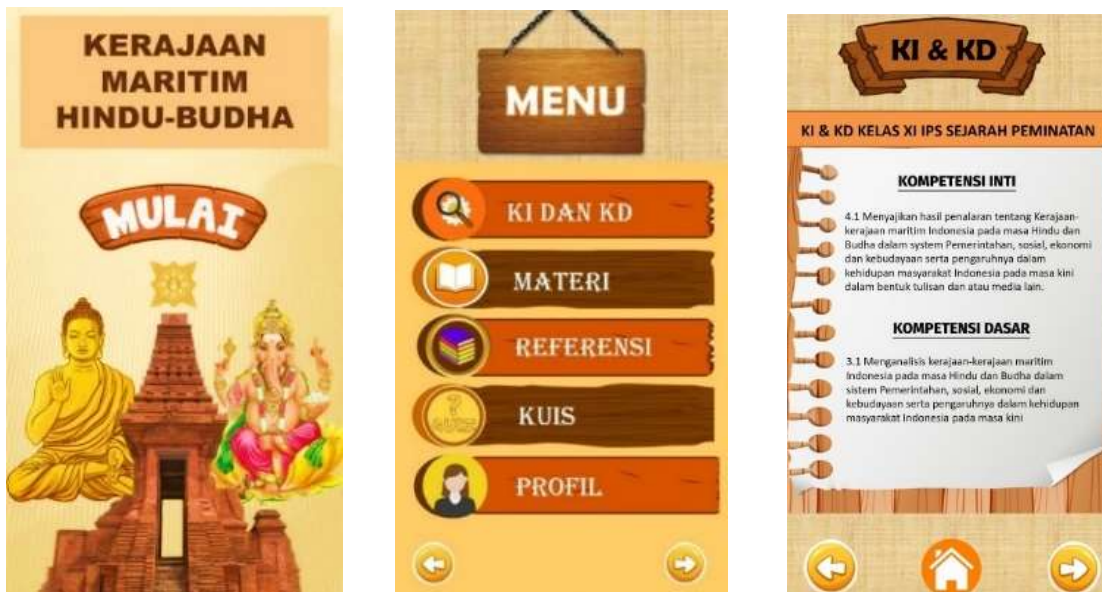 KERAJAAN
MARITIM
HINDU-BUDHA
MULAI
MENU
KI DAN KD
MATERI
REFERENSI
KUIS
PROFIL
?
QUIZ
KI & KD
KI & KD KELAS XI IPS SEJARAH PEMINATAN
KOMPETENSI INTI
4.1 Menyajikan hasil penalaran tentang Kerajaan-
kerajaan maritim Indonesia pada masa Hindu dan
Budha dalam system Pemerintahan, sosial, ekonomi
dan kebudayaan serta pengaruhnya dalam
kehidupan masyarakat Indonesia pada masa kini
dalam bentuk tulisan dan atau media lain.
KOMPETENSI DASAR
3.1 Menganalisis kerajaan-kerajaan maritim
Indonesia pada masa Hindu dan Budha dalam
sistem Pemerintahan, sosial, ekonomi dan
kebudayaan serta pengaruhnya dalam kehidupan
masyarakat Indonesia pada masa kini